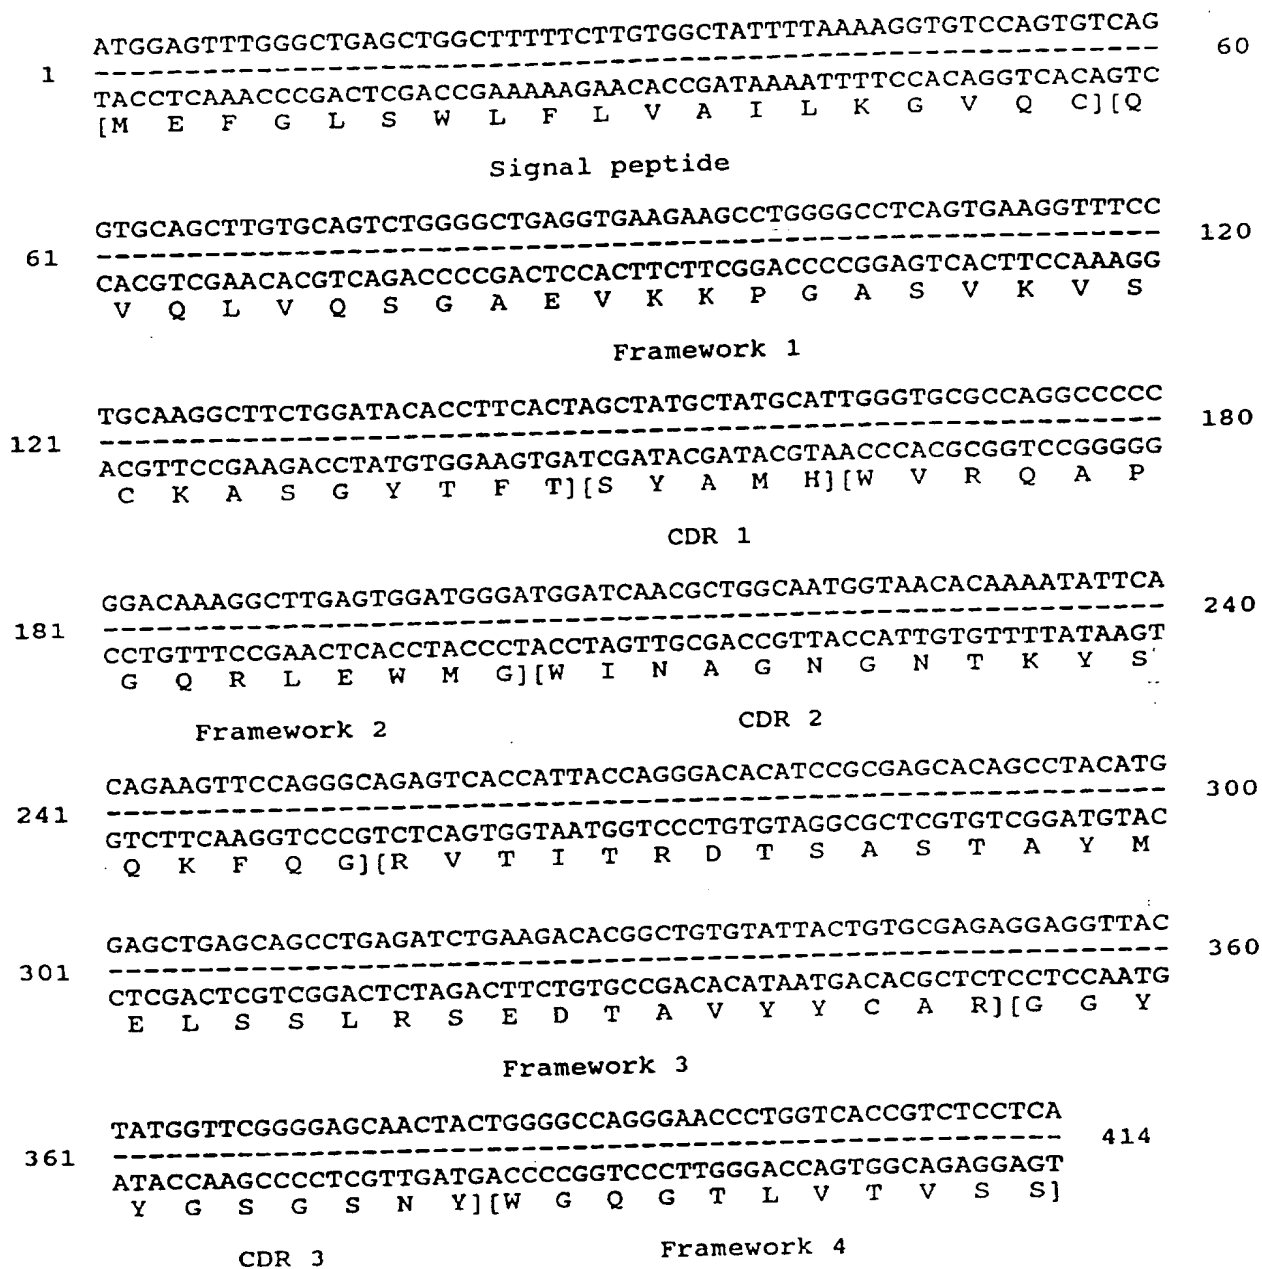 ATGGAGTTTGGGCTGAGCTGGCTTTTTCTTGTGGCTATTTTAAAAGGTGTCCAGTGTCAG
1 ------------------------------------------------------------ 60
TACCTCAAACCCGACTCGACCGAAAAAGAACACCGATAAAATTTTCCACAGGTCACAGTC
[M E F G L S W L F L V A I L K G V Q C][Q
Signal peptide
GTGCAGCTTGTGCAGTCTGGGGCTGAGGTGAAGAAGCCTGGGGCCTCAGTGAAGGTTTCC
61 ------------------------------------------------------------ 120
CACGTCGAACACGTCAGACCCCGACTCCACTTCTTCGGACCCCGGAGTCACTTCCAAAGG
V Q L V Q S G A E V K K P G A S V K V S
Framework 1
TGCAAGGCTTCTGGATACACCTTCACTAGCTATGCTATGCATTGGGTGCGCCAGGCCCCC
121 ------------------------------------------------------------ 180
ACGTTCCGAAGACCTATGTGGAAGTGATCGATACGATACGTAACCCACGCGGTCCGGGGG
C K A S G Y T F T][S Y A M H][W V R Q A P
CDR 1
GGACAAAGGCTTGAGTGGATGGGATGGATCAACGCTGGCAATGGTAACACAAAATATTCA
181 ------------------------------------------------------------ 240
CCTGTTTCCGAACTCACCTACCCTACCTAGTTGCGACCGTTACCATTGTGTTTTATAAGT
G Q R L E W M G][W I N A G N G N T K Y S
Framework 2 CDR 2
CAGAAGTTCCAGGGCAGAGTCACCATTACCAGGGACACATCCGCGAGCACAGCCTACATG
241 ------------------------------------------------------------ 300
GTCTTCAAGGTCCCGTCTCAGTGGTAATGGTCCCTGTGTAGGCGCTCGTGTCGGATGTAC
Q K F Q G][R V T I T R D T S A S T A Y M
GAGCTGAGCAGCCTGAGATCTGAAGACACGGCTGTGTATTACTGTGCGAGAGGAGGTTAC
301 ------------------------------------------------------------ 360
CTCGACTCGTCGGACTCTAGACTTCTGTGCCGACACATAATGACACGCTCTCCTCCAATG
E L S S L R S E D T A V Y Y C A R][G G Y
Framework 3
TATGGTTCGGGGAGCAACTACTGGGGCCAGGGAACCCTGGTCACCGTCTCCTCA
361 ------------------------------------------------------ 414
ATACCAAGCCCCTCGTTGATGACCCCGGTCCCTTGGGACCAGTGGCAGAGGAGT
Y G S G S N Y][W G Q G T L V T V S S]
CDR 3 Framework 4